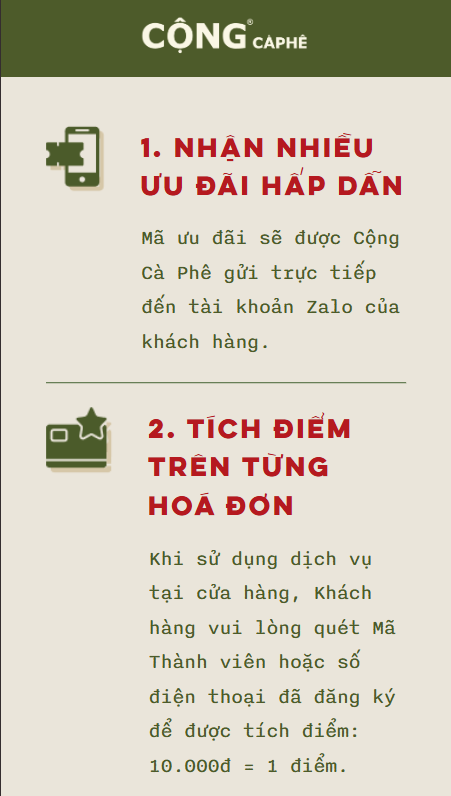 CỘNG® CÀPHÊ
1. NHẬN NHIỀU
ƯU ĐÃI HẤP DẪN
Mã ưu đãi sẽ được Cộng
Cà Phê gửi trực tiếp
đến tài khoản Zalo của
khách hàng.
2. TÍCH ĐIỂM
TRÊN TỪNG
HOÁ ĐƠN
Khi sử dụng dịch vụ
tại cửa hàng, Khách
hàng vui lòng quét Mã
Thành viên hoặc số
điện thoại đã đăng ký
để được tích điểm:
10.000đ = 1 điểm.